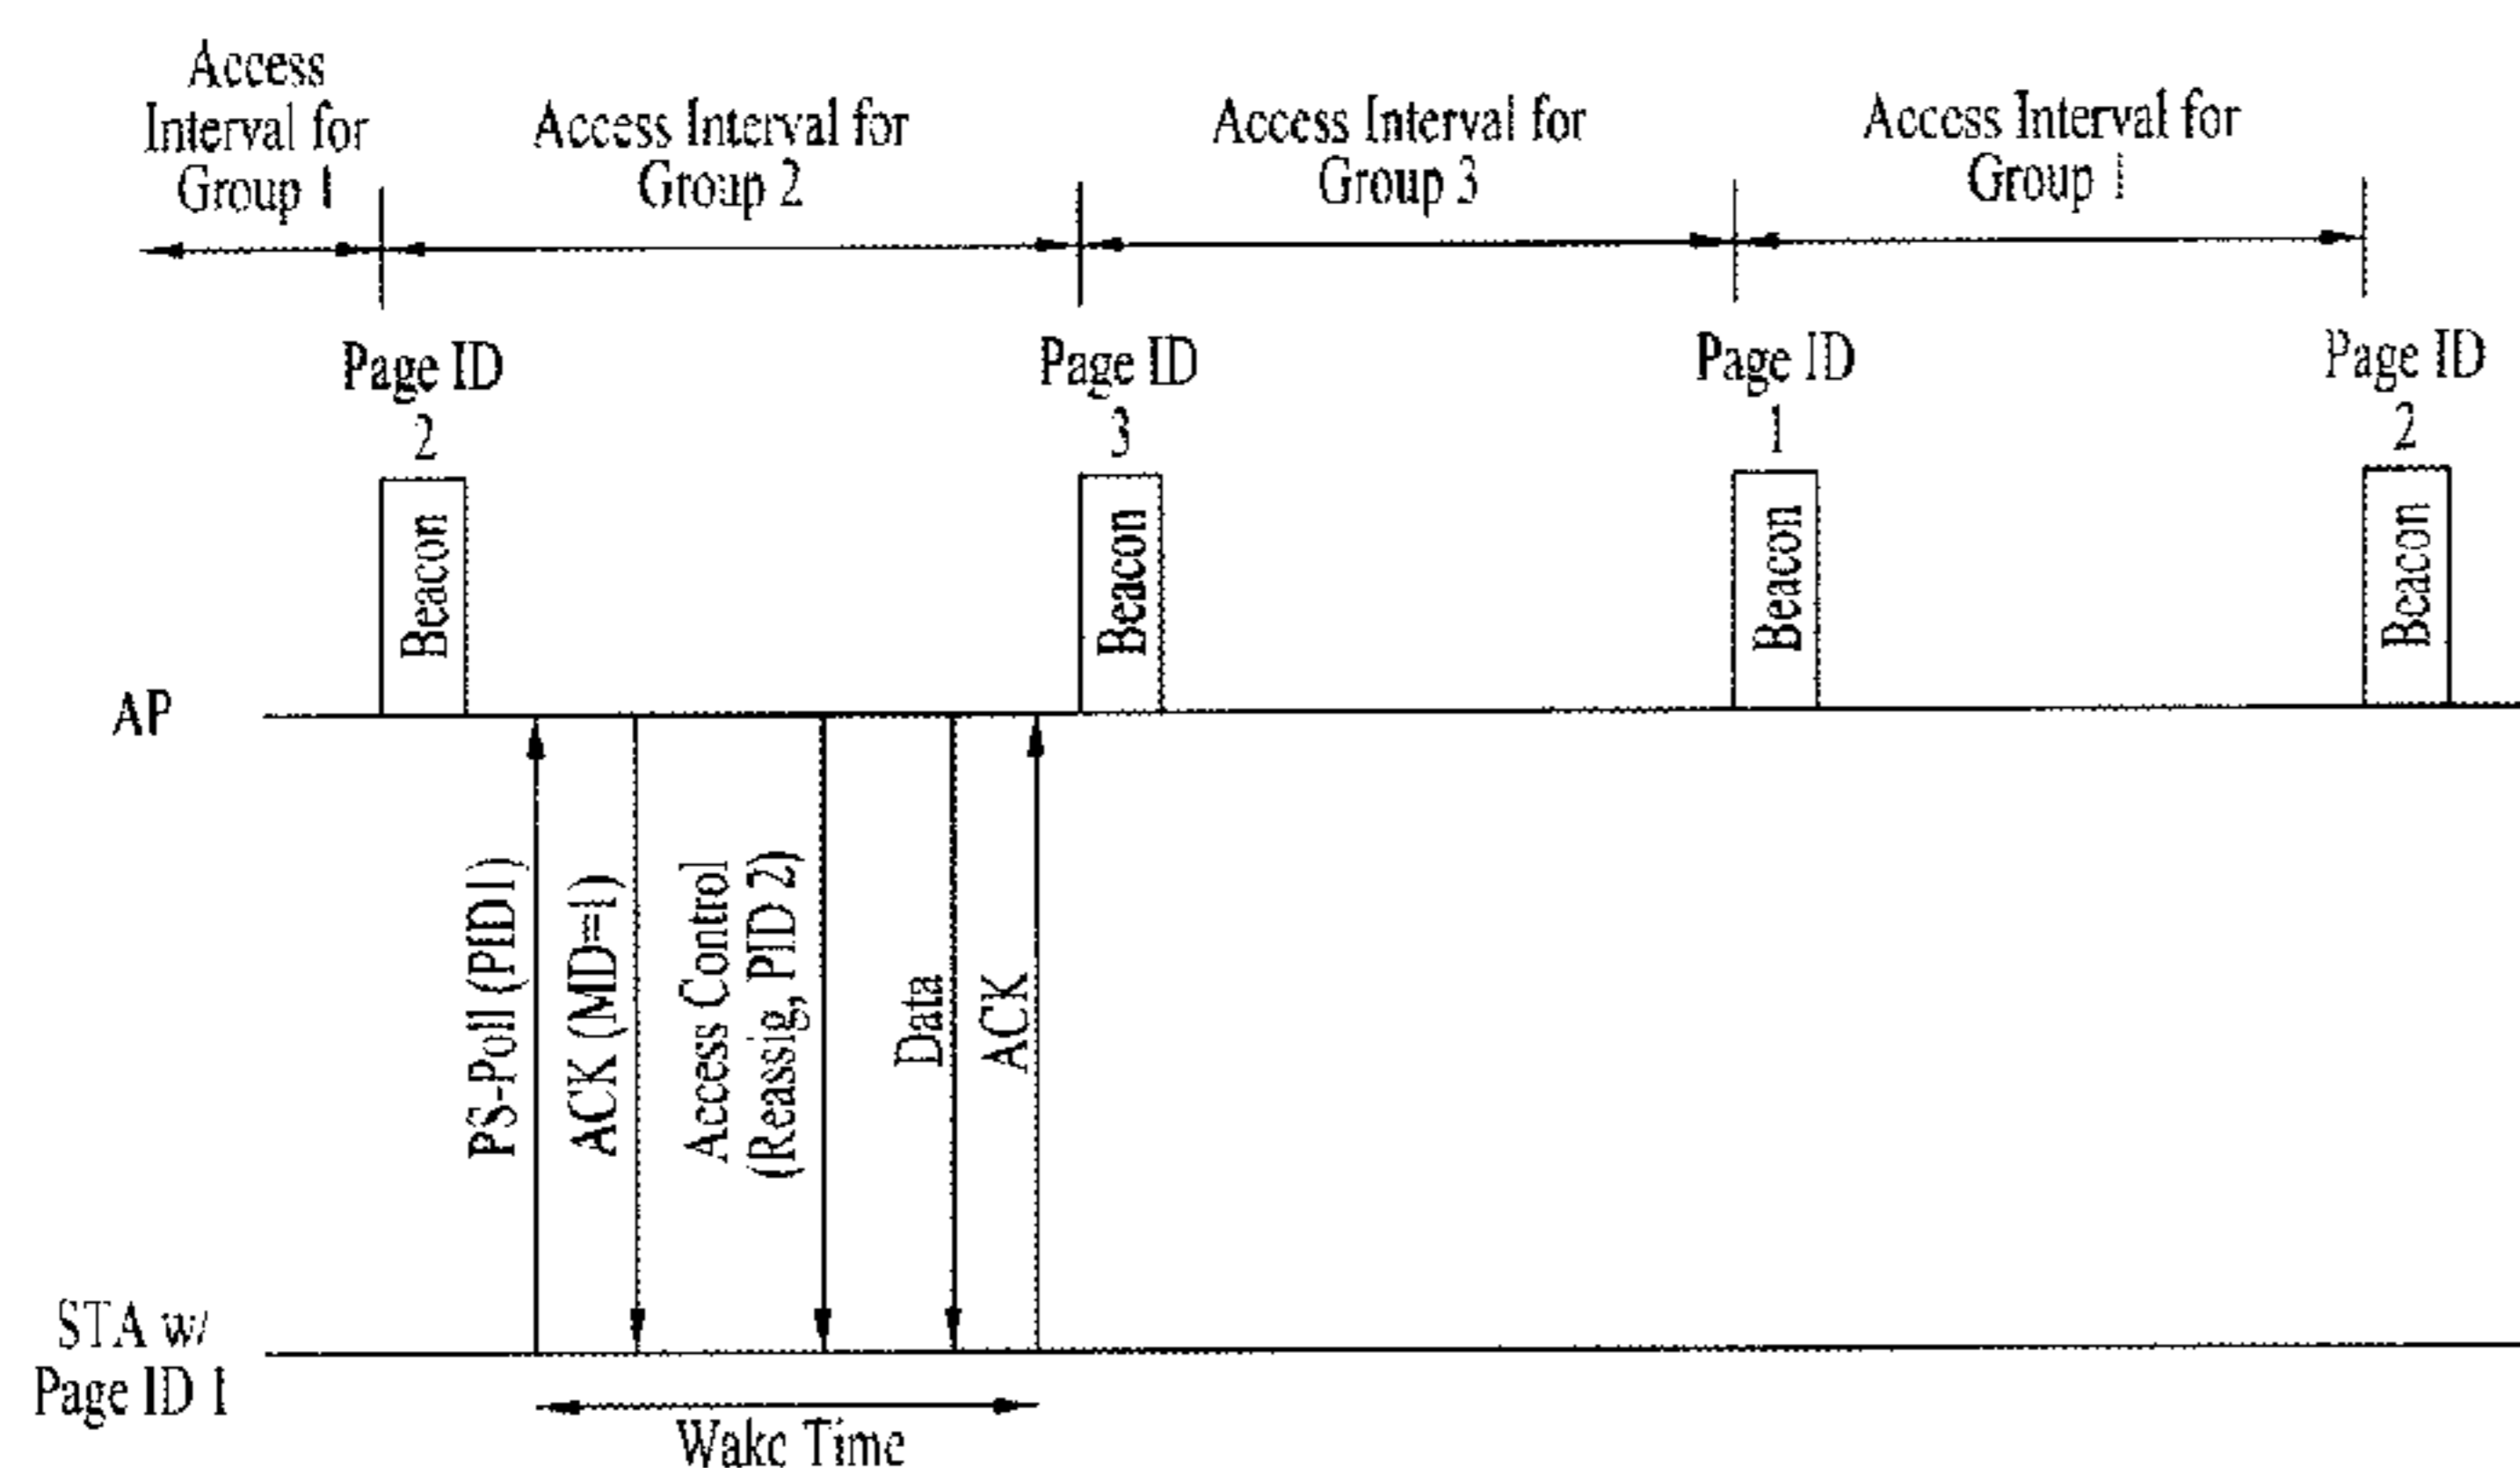 Access
Interval for
Group 1
Access Interval for
Group 2
Access Interval for
Group 3
Access Interval for
Group 1
Page ID
2
Page ID
3
Page ID
1
Page ID
2
Beacon
Beacon
Beacon
Beacon
AP
PS-Poll (PID1)
ACK (MD=1)
Access Control
(Reassig, PID 2)
Data
ACK
STA w/
Page ID 1
Wake Time